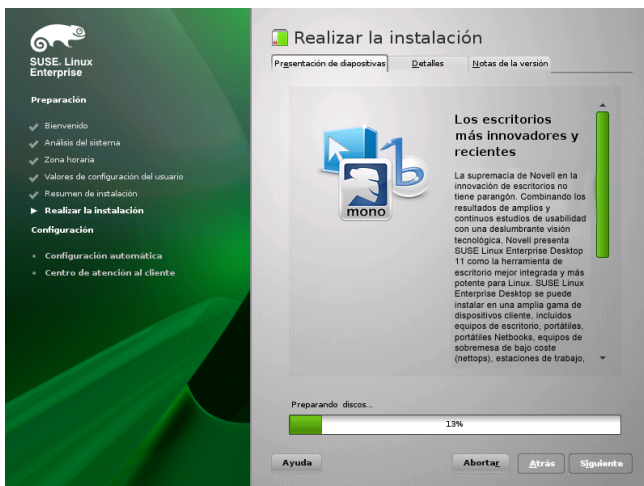 SUSE. Linux
Enterprise
Preparación
Bienvenido
Análisis del sistema
Zona horaria
Valores de configuración del usuario
Resumen de instalación
Realizar la instalación
Configuración
Configuración automática
Centro de atención al cliente
Realizar la instalación
Presentación de diapositivas
Detalles
Notas de la versión
mono
Los escritorios
más innovadores y
recientes
La supremacía de Novell en la
innovación de escritorios no
tiene parangón. Combinando los
resultados de amplios y
continuos estudios de usabilidad
con una deslumbrante visión
tecnológica, Novell presenta
SUSE Linux Enterprise Desktop
11 como la herramienta de
escritorio mejor integrada y más
potente para Linux. SUSE Linux
Enterprise Desktop se puede
instalar en una amplia gama de
dispositivos cliente, incluidos
equipos de escritorio, portátiles,
portátiles Netbooks, equipos de
sobremesa de bajo coste
(nettops), estaciones de trabajo,
Preparando discos...
13%
Ayuda
Abortar
Atrás
Siguiente